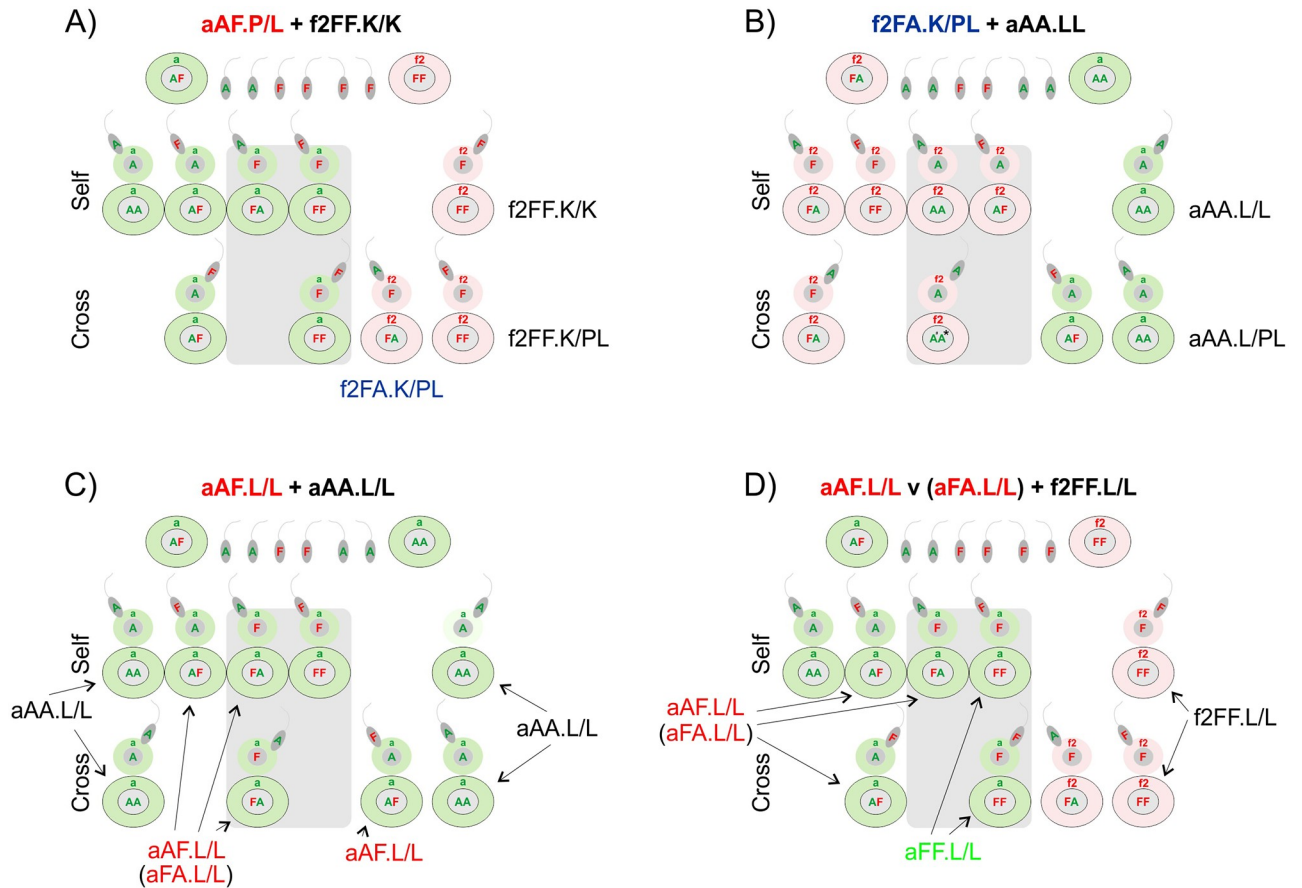 A) aAF.P/L + f2FF.K/K
a f2
AF A A F F F F FF
A F A F F
a a a a f2
A A F F F
Self
a a a a f2
AA AF FA FF FF f2FF.K/K
F F A F
a a f2 f2
A F F F
Cross
a a f2 f2
AF FF FA FF f2FF.K/PL
f2FA.K/PL
B) f2FA.K/PL + aAA.LL
f2 a
FA A A F F A A AA
A F A F A
f2 f2 f2 f2 a
F F A A A
Self
f2 f2 f2 f2 a
FA FF AA AF AA aAA.L/L
A A F A
f2 f2 a a
F A A A
Cross
f2 f2 a a
FA AA* AF AA aAA.L/PL
C) aAF.L/L + aAA.L/L
a a
AF A A F F A A AA
A F A F A
a a a a a
A A F F A
Self
a a a a a
AA AF FA FF AA
aAA.L/L aAA.L/L
A A F A
a a a a
A F A A
Cross
a a a a
AA FA AF AA
aAF.L/L aAF.L/L
(aFA.L/L)
D) aAF.L/L v (aFA.L/L) + f2FF.L/L
a f2
AF A A F F F F FF
A F A F F
a a a a f2
A A F F F
Self
a a a a f2
AA AF FA FF FF
aAF.L/L f2FF.L/L
(aFA.L/L)
F F A F
a a f2 f2
A F F F
Cross
a a f2 f2
AF FF FA FF
aFF.L/L